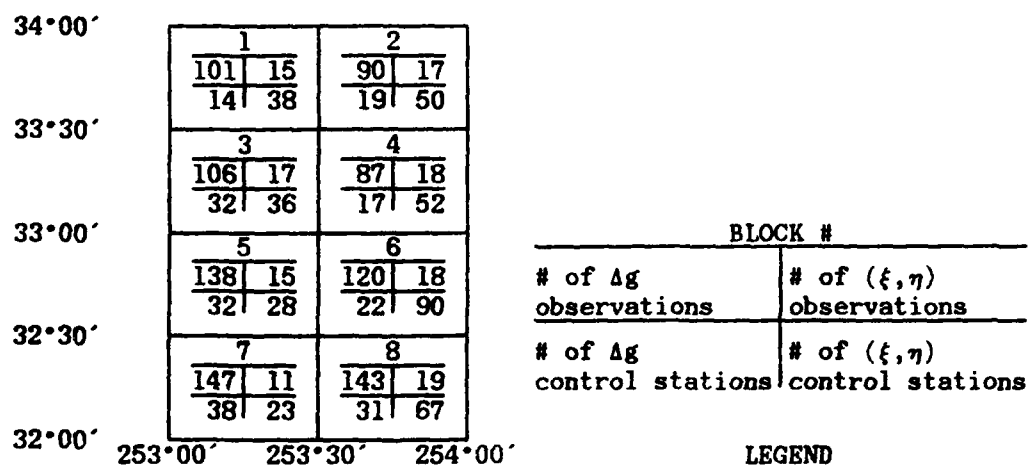 34°00′
1 2
101 15 90 17
14 38 19 50
33°30′
3 4
106 17 87 18
32 36 17 52
33°00′
5 6
138 15 120 18
32 28 22 90
32°30′
7 8
147 11 143 19
38 23 31 67
32°00′
253°00′ 253°30′ 254°00′
BLOCK #
# of Δg # of (ξ,η)
observations observations
# of Δg # of (ξ,η)
control stations control stations
LEGEND